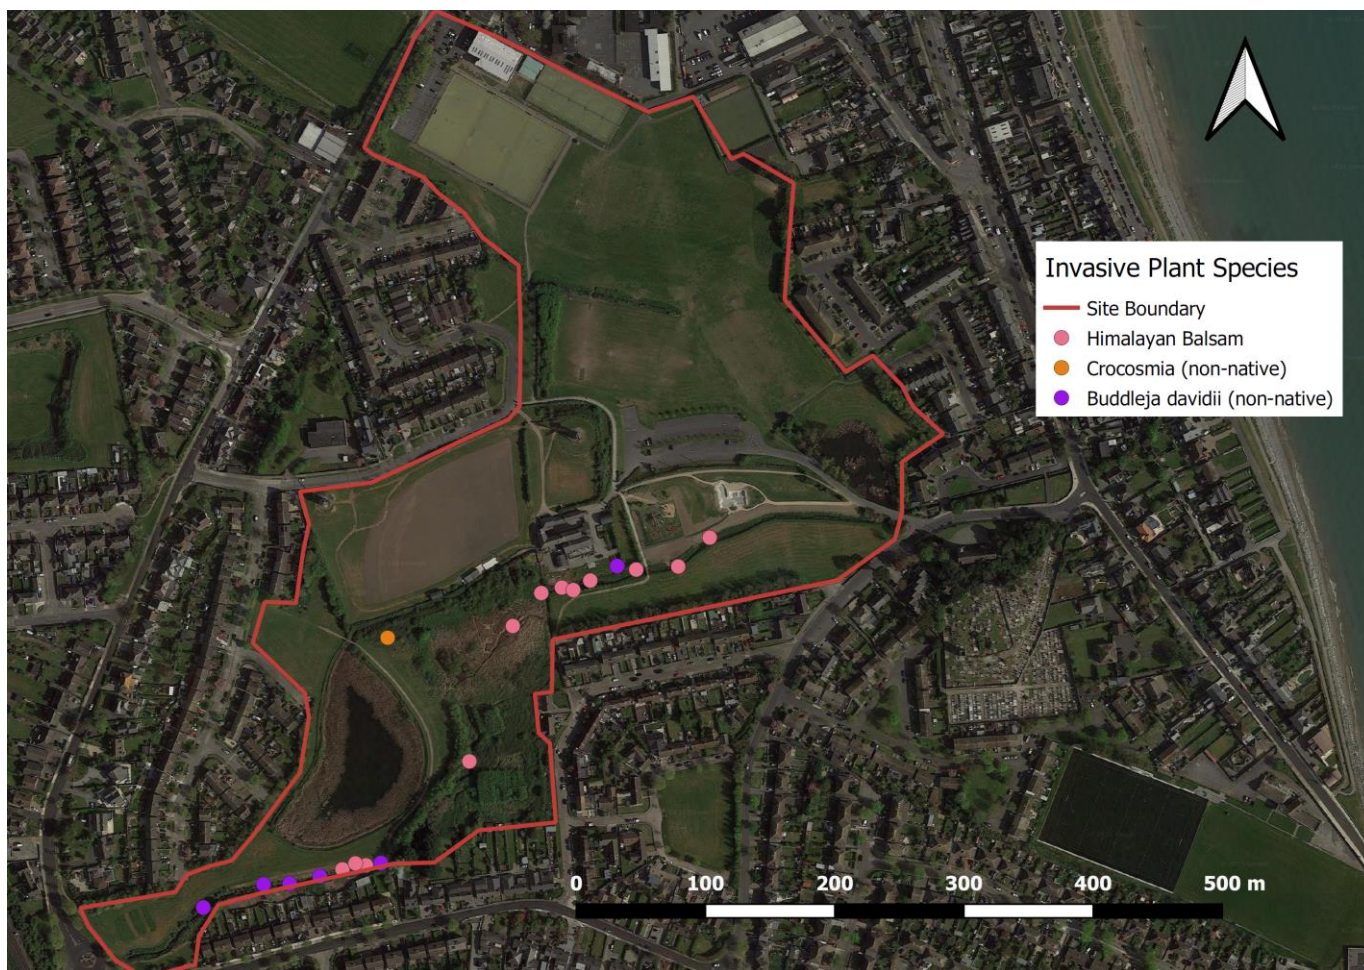 Invasive Plant Species
Site Boundary
Himalayan Balsam
Crocosmia (non-native)
Buddleja davidii (non-native)
0 100 200 300 400 500 m